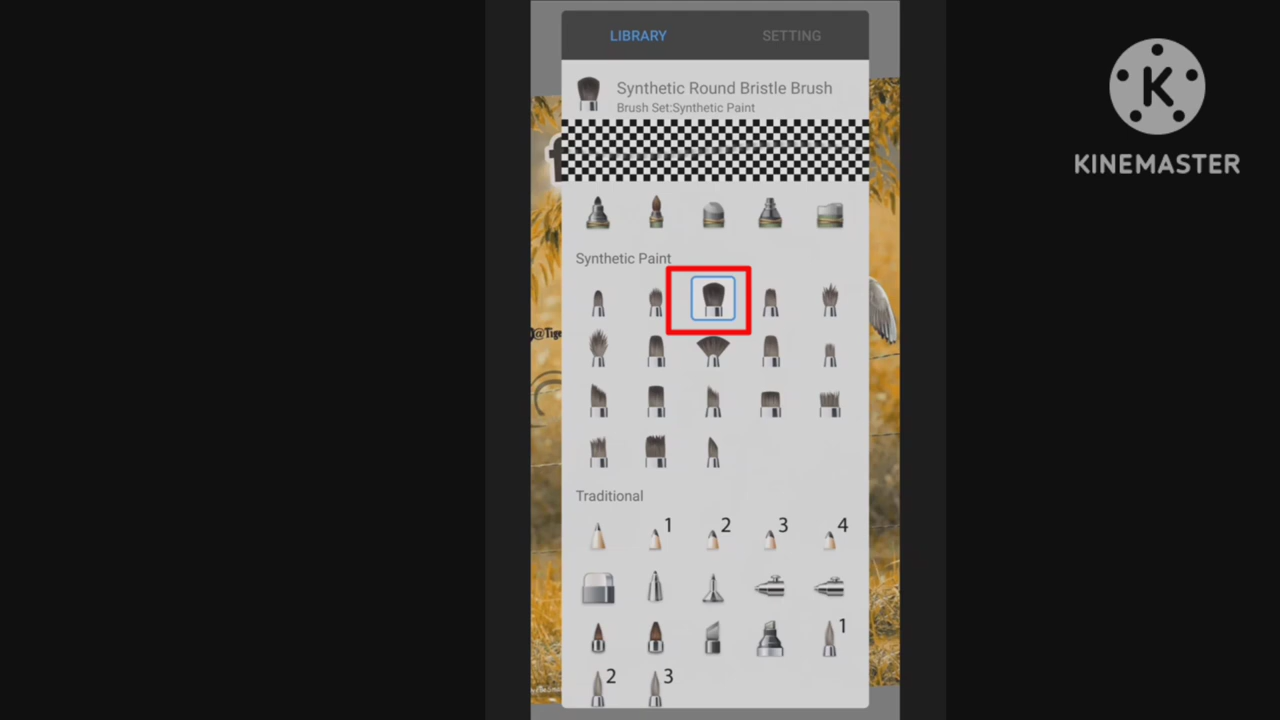 LIBRARY SETTING
Synthetic Round Bristle Brush
Brush Set:Synthetic Paint
f
K
KINEMASTER
Synthetic Paint
@Tige
Traditional
1 2 3 4
1
2 3